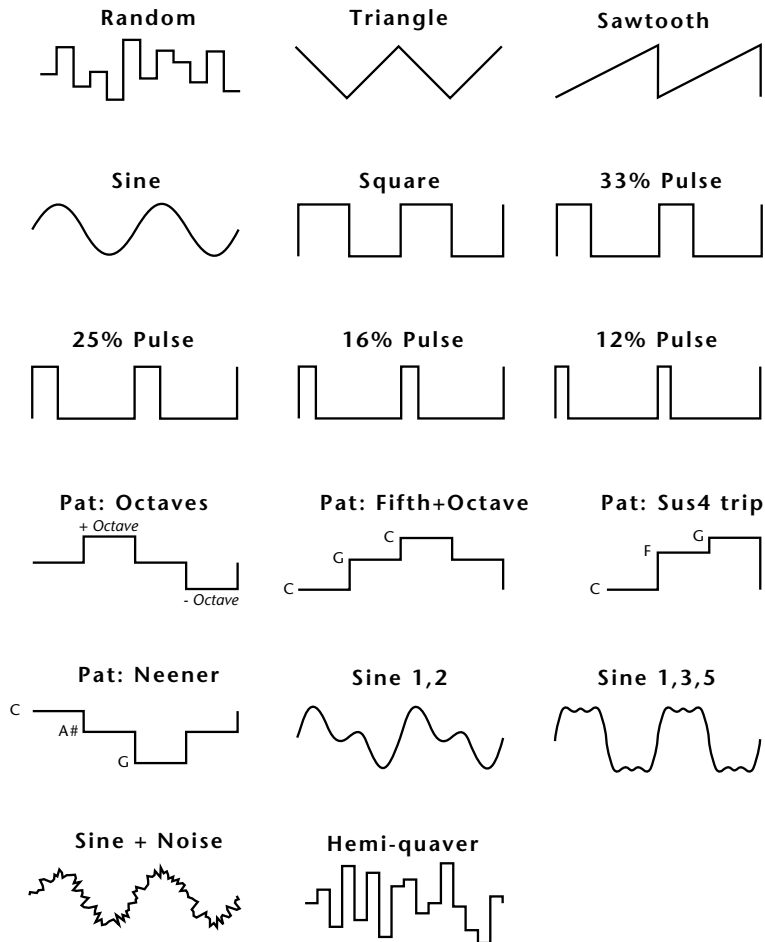 Random
Triangle
Sawtooth
Sine
Square
33% Pulse
25% Pulse
16% Pulse
12% Pulse
Pat: Octaves
+ Octave
- Octave
Pat: Fifth+Octave
C
G
C
Pat: Sus4 trip
G
F
C
Pat: Neener
C
A#
G
Sine 1,2
Sine 1,3,5
Sine + Noise
Hemi-quaver